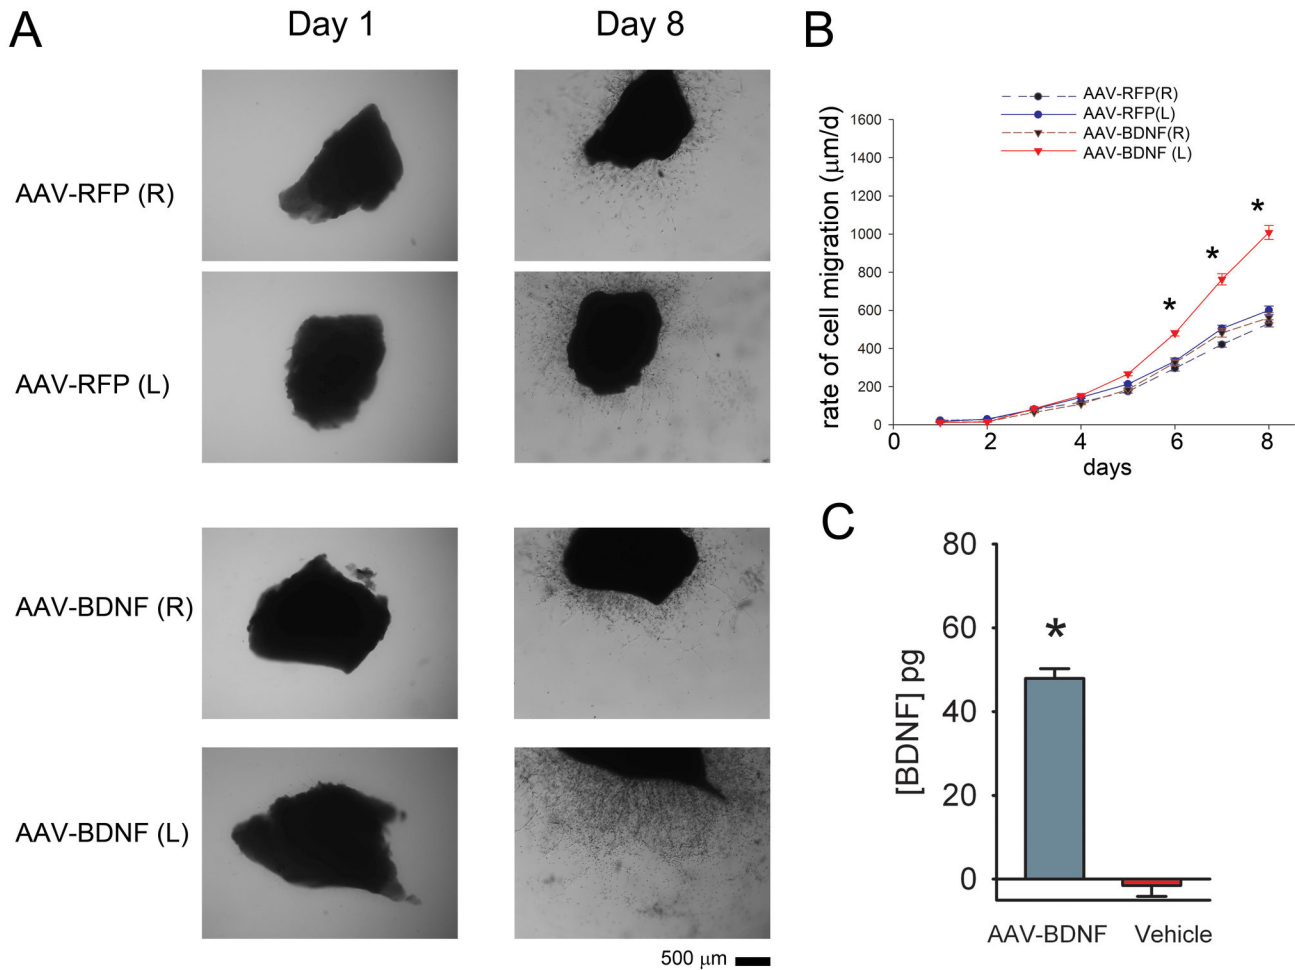 A
Day 1
Day 8
AAV-RFP (R)
AAV-RFP (L)
AAV-BDNF (R)
AAV-BDNF (L)
500 μm
B
AAV-RFP(R)
AAV-RFP(L)
AAV-BDNF(R)
AAV-BDNF (L)
rate of cell migration (μm/d)
1600
1400
1200
1000
800
600
400
200
0
0 2 4 6 8
* * *
days
C
[BDNF] pg
80
60
40
20
0
*
AAV-BDNF Vehicle